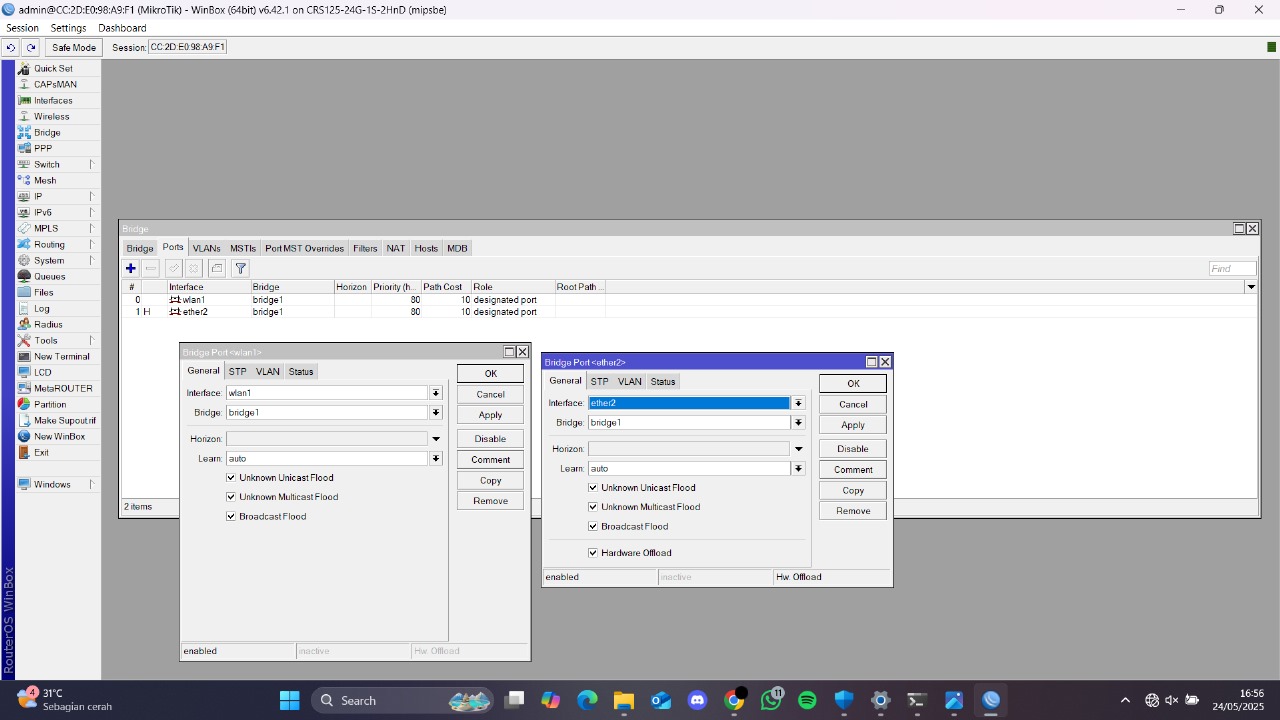 admin@CC:2D:E0:98:A9:F1 (MikroTik) - WinBox (64bit) v6.42.1 on CRS125-24G-1S-2HnD (mipsbe)
Session Settings Dashboard
Safe Mode Session: CC:2D:E0:98:A9:F1
Quick Set
CAPsMAN
Interfaces
Wireless
Bridge
PPP
Switch
Mesh
IP
IPv6
MPLS
Routing
System
Queues
Files
Log
Radius
Tools
New Terminal
LCD
MetaROUTER
Partition
Make Supout.rif
New WinBox
Exit
Windows
RouterOS WinBox
Bridge
Bridge Ports VLANs MSTIs Port MST Overrides Filters NAT Hosts MDB
Find
# Interface Bridge Horizon Priority (h... Path Cost Role Root Path ...
0 wlan1 bridge1 80 10 designated port
1 H ether2 bridge1 80 10 designated port
2 items
Bridge Port <wlan1>
General STP VLAN Status
Interface: wlan1
Bridge: bridge1
Horizon:
Learn: auto
Unknown Unicast Flood
Unknown Multicast Flood
Broadcast Flood
OK
Cancel
Apply
Disable
Comment
Copy
Remove
enabled inactive Hw. Offload
Bridge Port <ether2>
General STP VLAN Status
Interface: ether2
Bridge: bridge1
Horizon:
Learn: auto
Unknown Unicast Flood
Unknown Multicast Flood
Broadcast Flood
Hardware Offload
OK
Cancel
Apply
Disable
Comment
Copy
Remove
enabled inactive Hw. Offload
4
31°C
Sebagian cerah
Search
11
16:56
24/05/2025